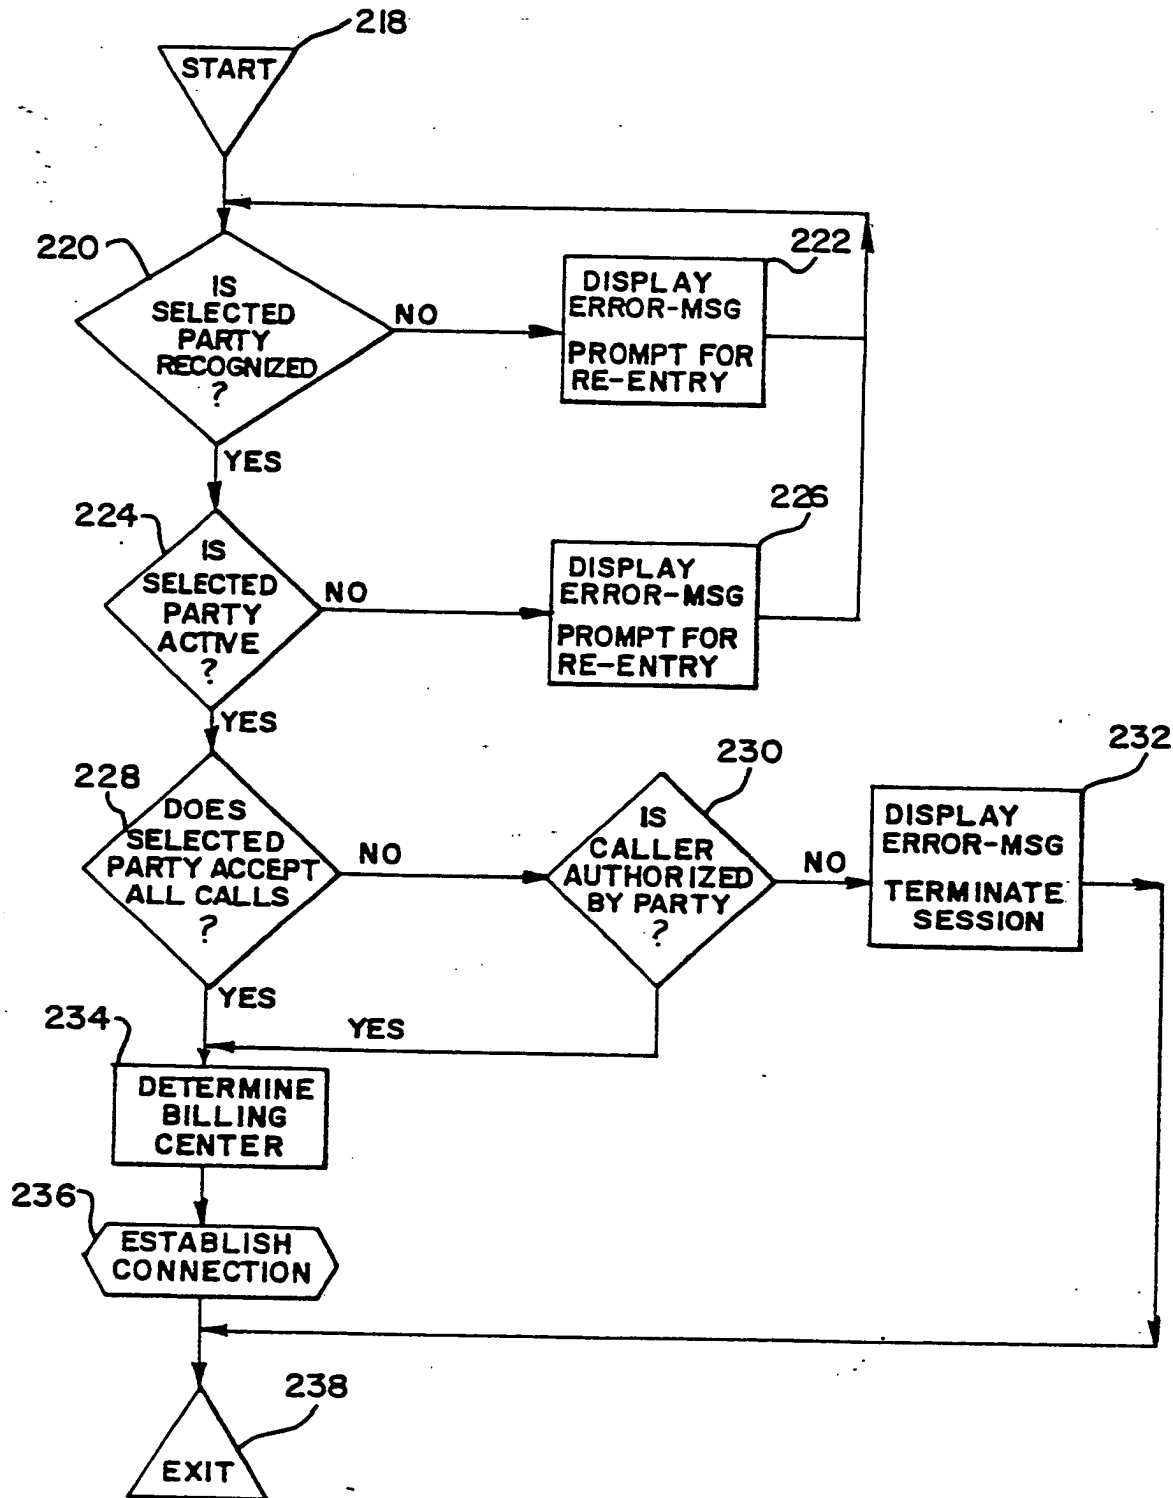 218
START
220
IS
SELECTED
PARTY
RECOGNIZED
?
NO
222
DISPLAY
ERROR-MSG
PROMPT FOR
RE-ENTRY
YES
224
IS
SELECTED
PARTY
ACTIVE
?
NO
226
DISPLAY
ERROR-MSG
PROMPT FOR
RE-ENTRY
YES
228
DOES
SELECTED
PARTY ACCEPT
ALL CALLS
?
NO
230
IS
CALLER
AUTHORIZED
BY PARTY
?
NO
232
DISPLAY
ERROR-MSG
TERMINATE
SESSION
YES
YES
234
DETERMINE
BILLING
CENTER
236
ESTABLISH
CONNECTION
238
EXIT